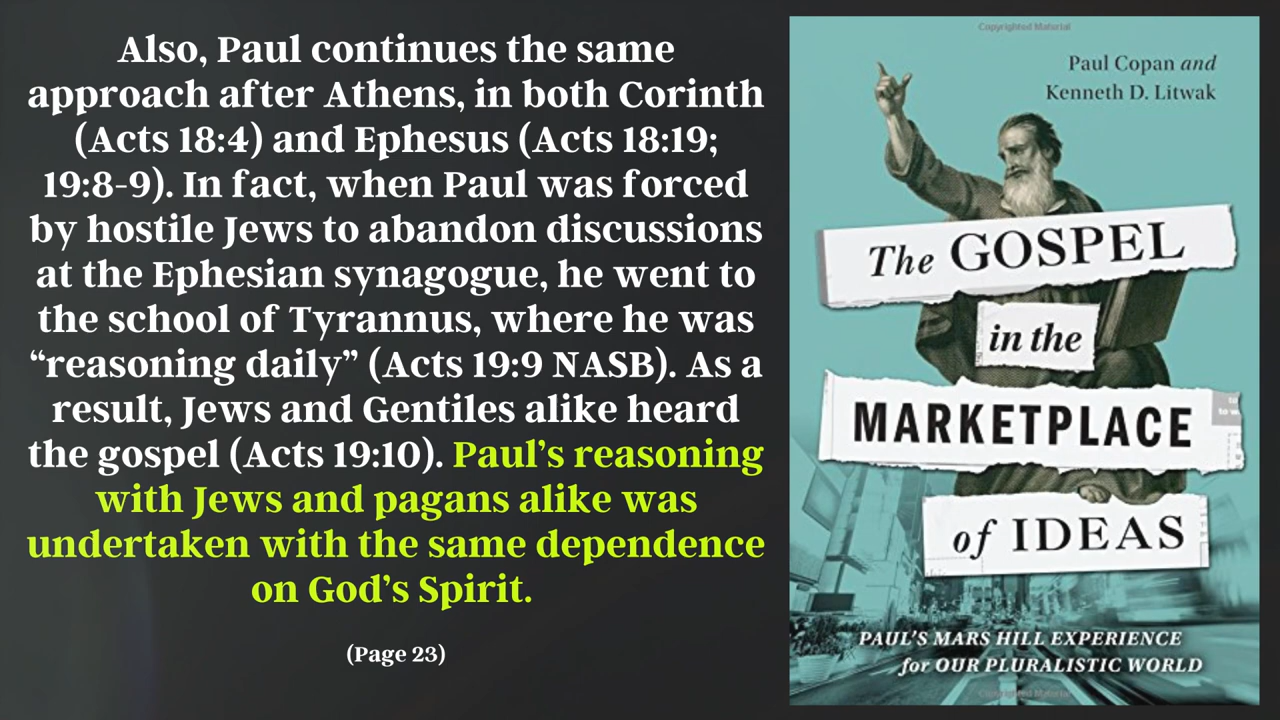 Also, Paul continues the same
approach after Athens, in both Corinth
(Acts 18:4) and Ephesus (Acts 18:19;
19:8-9). In fact, when Paul was forced
by hostile Jews to abandon discussions
at the Ephesian synagogue, he went to
the school of Tyrannus, where he was
“reasoning daily” (Acts 19:9 NASB). As a
result, Jews and Gentiles alike heard
the gospel (Acts 19:10). Paul’s reasoning
with Jews and pagans alike was
undertaken with the same dependence
on God’s Spirit.
(Page 23)
Copyrighted Material
Paul Copan and
Kenneth D. Litwak
The GOSPEL
in the
MARKETPLACE
of IDEAS
PAUL’S MARS HILL EXPERIENCE
for OUR PLURALISTIC WORLD
Copyrighted Material